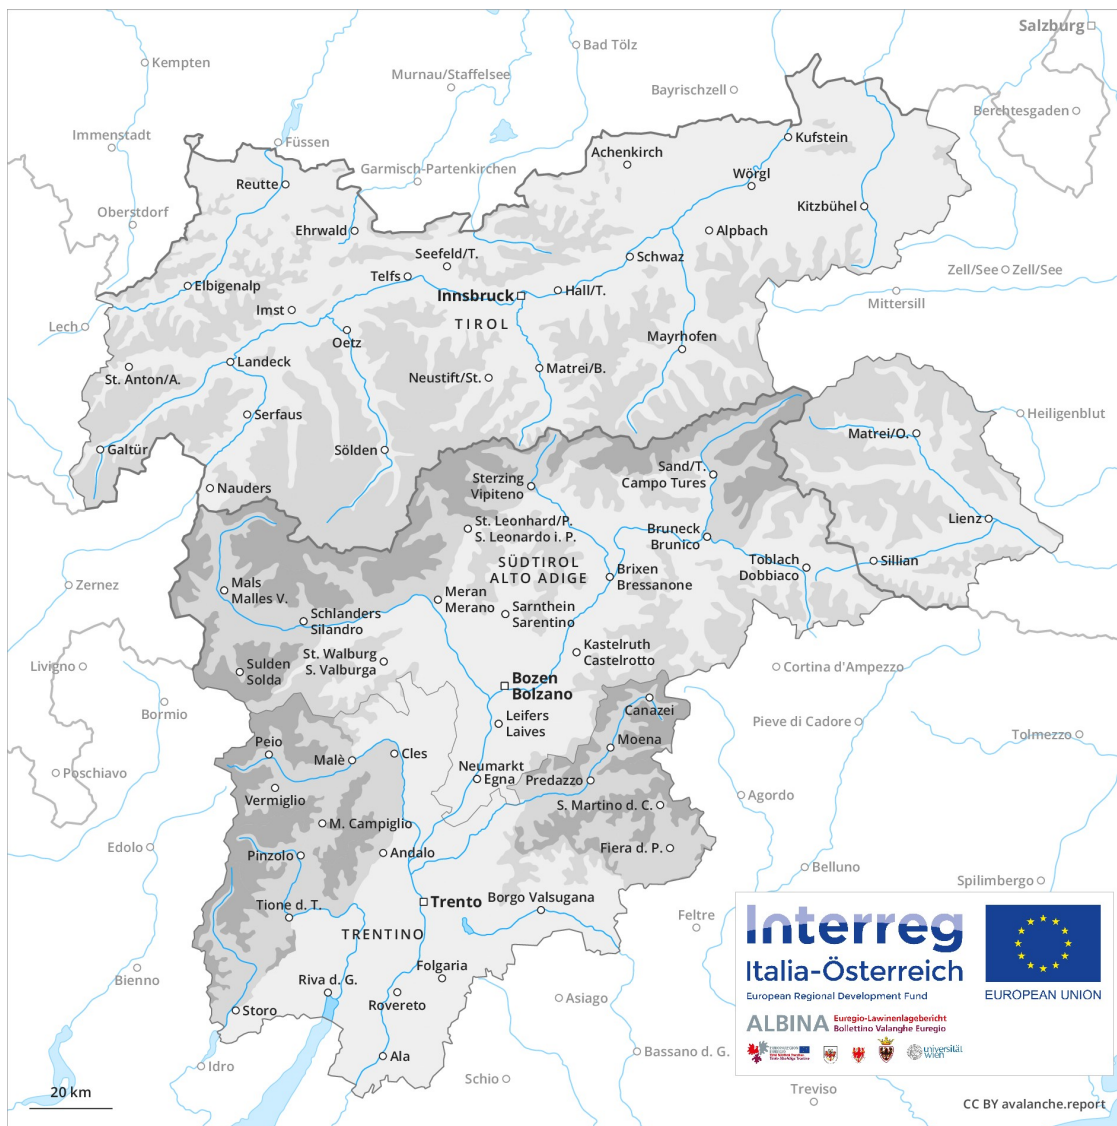 Salzburg
Bad Tölz
Kempten
Murnau/Staffelsee
Bayrischzell
Berchtesgaden
Immenstadt
Füssen
Kufstein
Achenkirch
Garmisch-Partenkirchen
Wörgl
Reutte
Kitzbühel
Oberstdorf
Ehrwald
Alpbach
Seefeld/T.
Schwaz
Telfs
Zell/See
Zell/See
Elbigenalp
Hall/T.
Innsbruck
Mittersill
Imst
TIROL
Lech
Oetz
Mayrhofen
Landeck
Matrei/B.
St. Anton/A.
Neustift/St.
Serfaus
Heiligenblut
Matrei/O.
Galtür
Sölden
Sand/T.
Campo Tures
Sterzing
Vipiteno
Nauders
Lienz
St. Leonhard/P.
S. Leonardo i. P.
Bruneck
Brunico
SÜDTIROL
ALTO ADIGE
Toblach
Dobbiaco
Sillian
Brixen
Bressanone
Zernez
Mals
Malles V.
Meran
Merano
Schlanders
Silandro
Sarnthein
Sarentino
Kastelruth
Castelrotto
St. Walburg
S. Valburga
Livigno
Sulden
Solda
Cortina d'Ampezzo
Bozen
Bolzano
Bormio
Canazei
Leifers
Laives
Pieve di Cadore
Tolmezzo
Peio
Moena
Malè
Cles
Poschiavo
Neumarkt
Egna
Predazzo
Vermiglio
Agordo
S. Martino d. C.
M. Campiglio
Edolo
Pinzolo
Andalo
Fiera d. P.
Belluno
Spilimbergo
Trento
Borgo Valsugana
Tione d. T.
Feltre
TRENTINO
Interreg
Italia-Österreich
European Regional Development Fund
EUROPEAN UNION
Folgaria
Bienno
Riva d. G.
Rovereto
Asiago
Storo
ALBINA
Euregio-Lawinenlagebericht
Bollettino Valanghe Euregio
universität
wien
Ala
Bassano d. G.
Idro
Schio
Treviso
20 km
CC BY avalanche.report